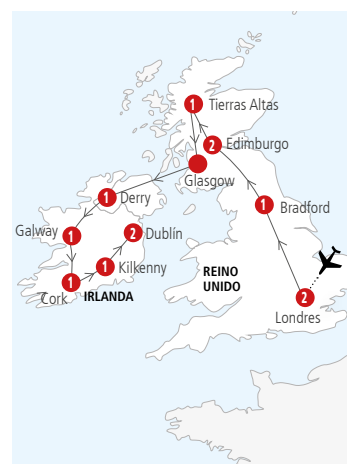 1 Tierras Altas
2 Edimburgo
Glasgow
1 Derry
1 Bradford
Galway 1
2 Dublín
1 Kilkenny
REINO
UNIDO
1
Cork
IRLANDA
2
Londres